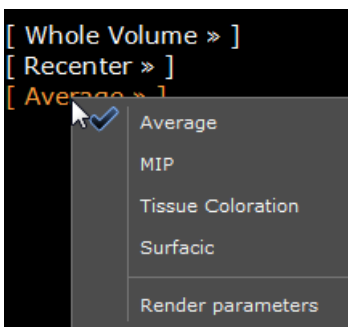 [ Whole Volume » ]
[ Recenter » ]
[ Average » ]
Average
MIP
Tissue Coloration
Surfacic
Render parameters